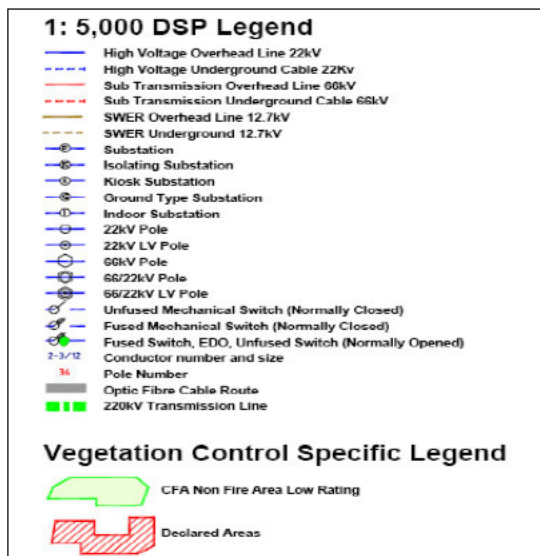 1: 5,000 DSP Legend
High Voltage Overhead Line 22kV
High Voltage Underground Cable 22Kv
Sub Transmission Overhead Line 66kV
Sub Transmission Underground Cable 66kV
SWER Overhead Line 12.7kV
SWER Underground 12.7kV
Substation
Isolating Substation
Kiosk Substation
Ground Type Substation
Indoor Substation
22kV Pole
22kV LV Pole
66kV Pole
66/22kV Pole
66/22kV LV Pole
Unfused Mechanical Switch (Normally Closed)
Fused Mechanical Switch (Normally Closed)
Fused Switch, EDO, Unfused Switch (Normally Opened)
2-3/12 Conductor number and size
36 Pole Number
Optic Fibre Cable Route
220kV Transmission Line
Vegetation Control Specific Legend
CFA Non Fire Area Low Rating
Declared Areas